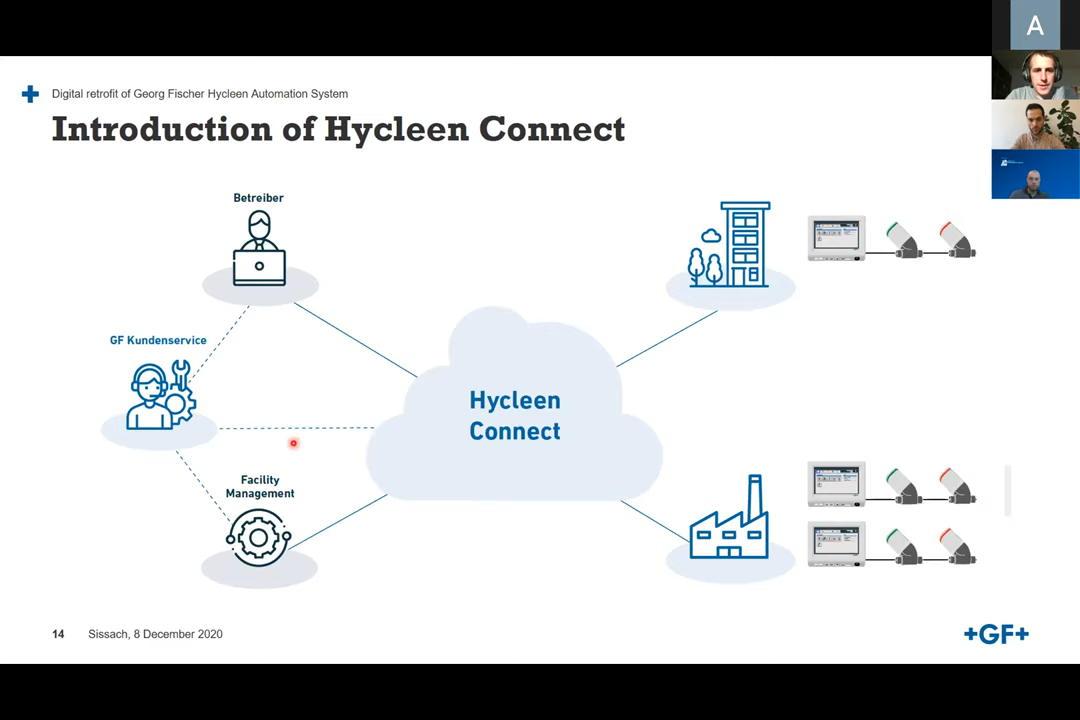 A
Digital retrofit of Georg Fischer Hycleen Automation System
Introduction of Hycleen Connect
Betreiber
GF Kundenservice
Hycleen
Connect
Facility
Management
14 Sissach, 8 December 2020
+GF+